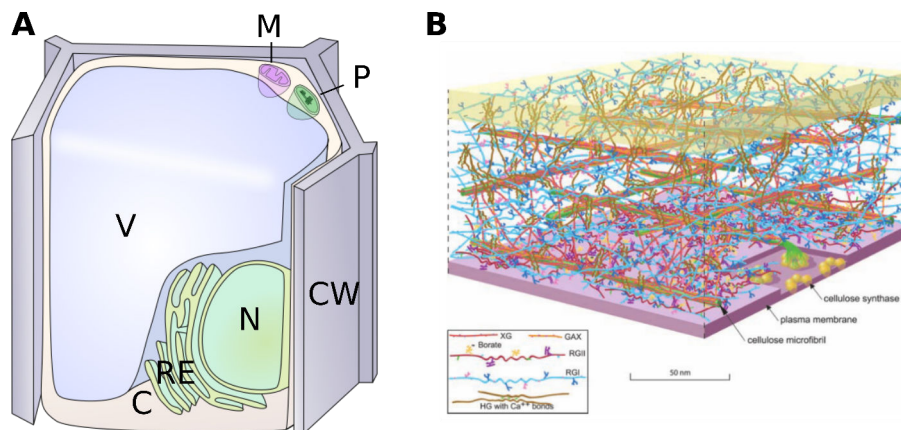 A
M
P
V
N
CW
RE
C
B
cellulose synthase
plasma membrane
cellulose microfibril
XG
GAX
- Borate
RGII
RGI
HG with Ca⁺⁺ bonds
50 nm